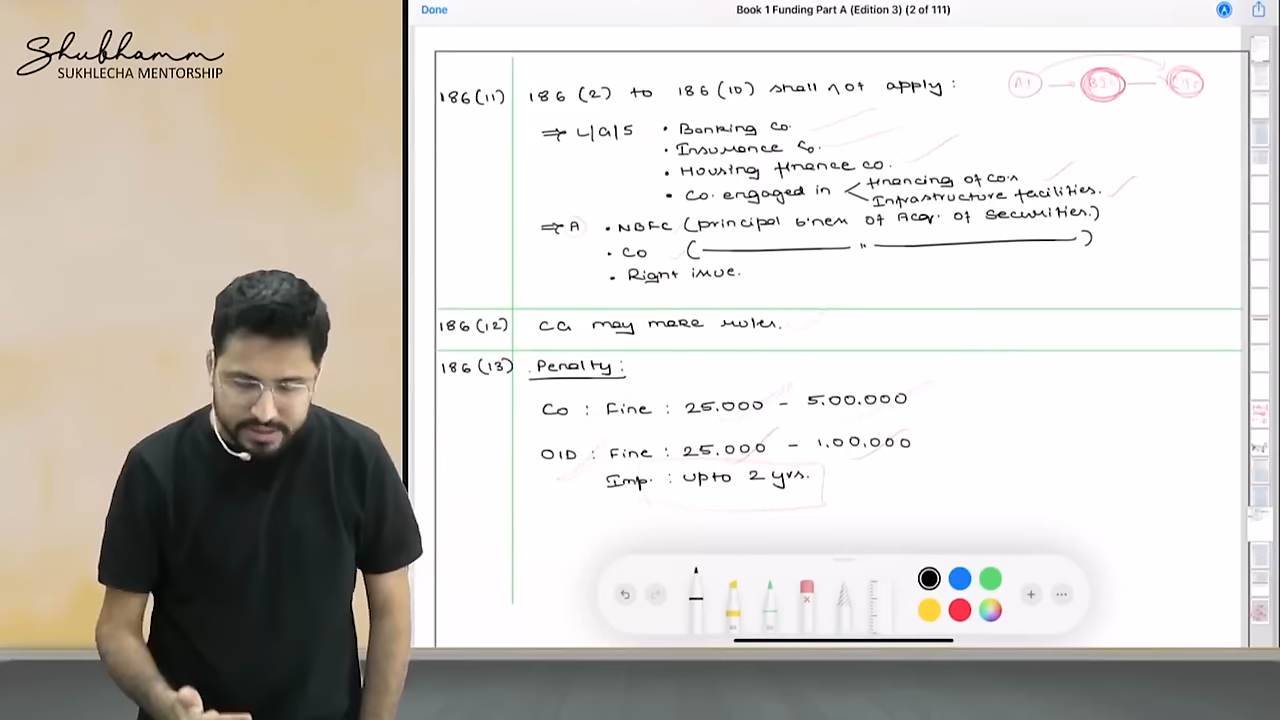 Shubhamm
SUKHLECHA MENTORSHIP
Done
Book 1 Funding Part A (Edition 3) (2 of 111)
186(11) 186(2) to 186(10) shall not apply :
⇒ L/G/S • Banking Co.
• Insurance Co.
• Housing finance co.
• Co. engaged in < financing of co.s
Infrastructure facilities.
⇒ A • NBFC (principal b'ness of Acq. of Securities.)
• CO ( —— " —— )
• Right issue.
186(12) CG may make rules.
186(13) Penalty :
Co : Fine : 25.000 - 5.00.000
OID : Fine : 25.000 - 1.00.000
Imp. : upto 2 yrs.